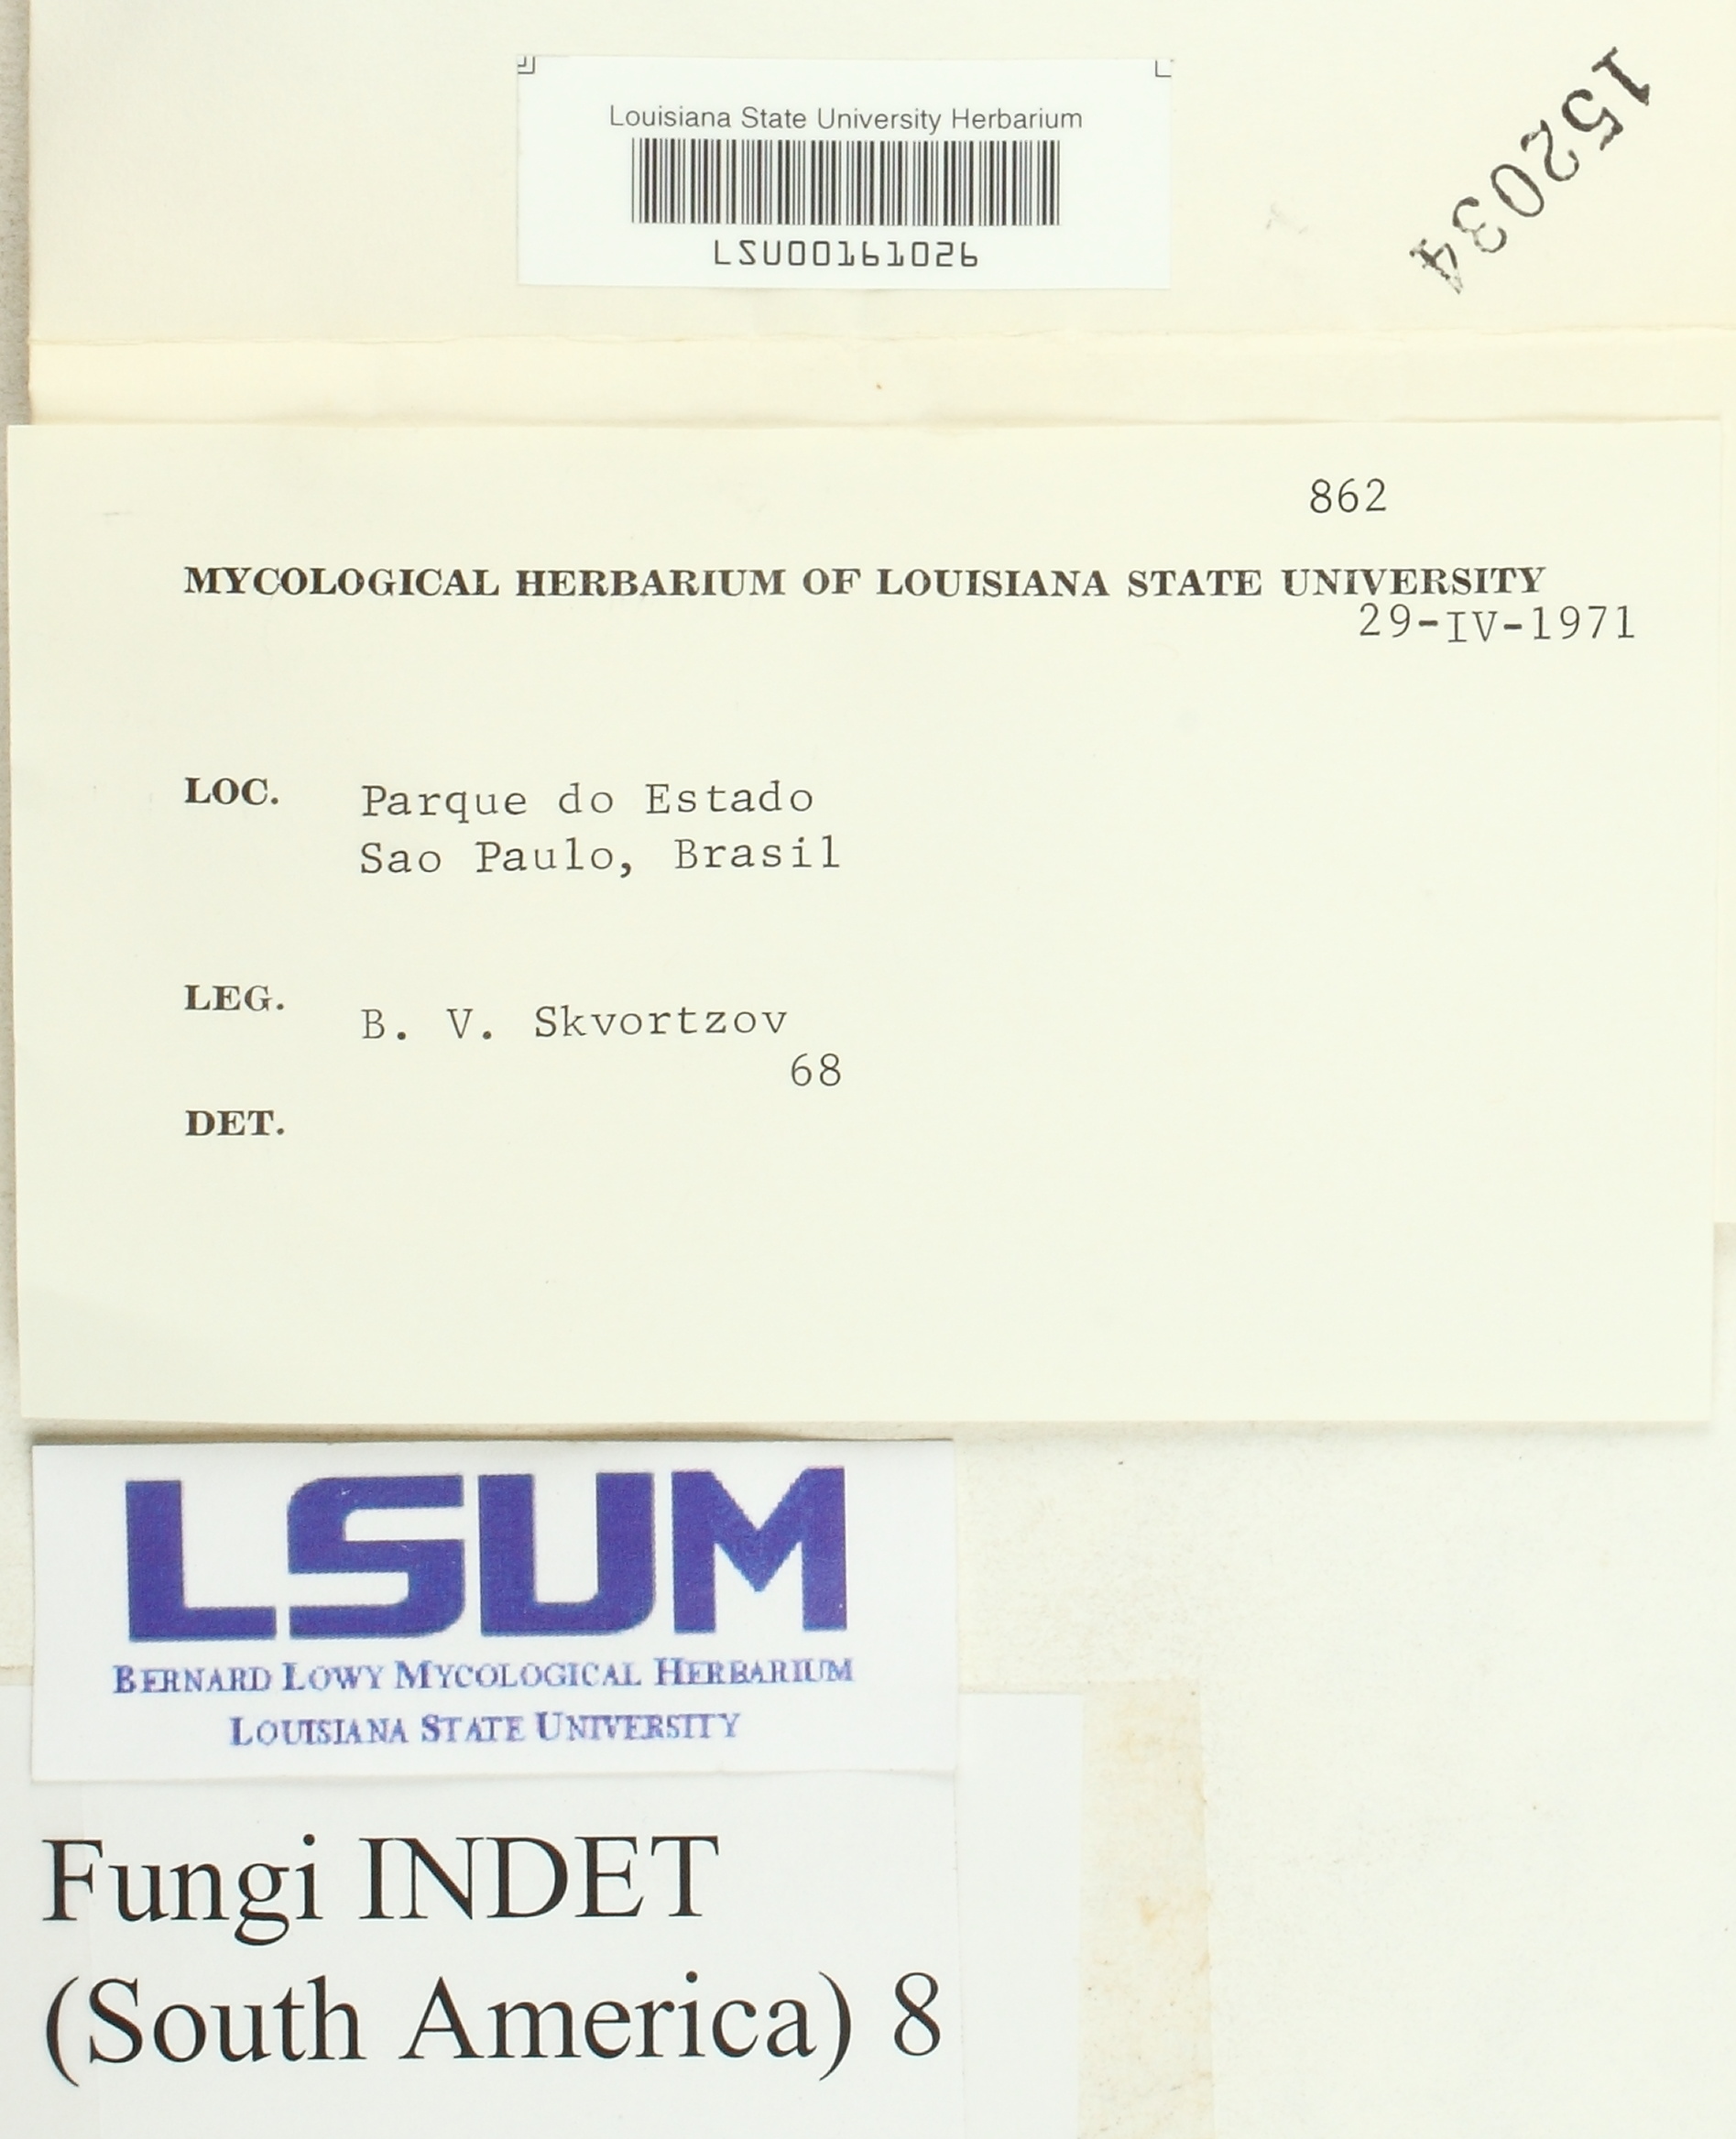 Louisiana State University Herbarium
LSU00161026
152034
862
MYCOLOGICAL HERBARIUM OF LOUISIANA STATE UNIVERSITY
29-IV-1971
LOC. Parque do Estado
Sao Paulo, Brasil
LEG. B. V. Skvortzov
68
DET.
LSUM
BERNARD LOWY MYCOLOGICAL HERBARIUM
LOUISIANA STATE UNIVERSITY
Fungi INDET
(South America) 8